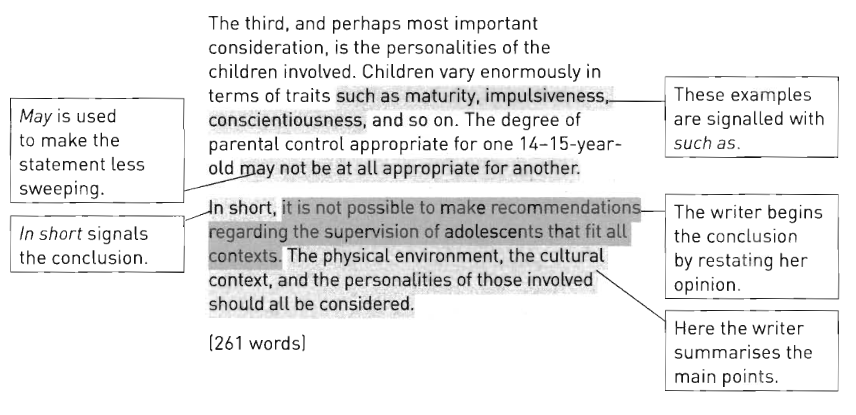 The third, and perhaps most important
consideration, is the personalities of the
children involved. Children vary enormously in
terms of traits such as maturity, impulsiveness,
conscientiousness, and so on. The degree of
parental control appropriate for one 14–15-year-
old may not be at all appropriate for another.
In short, it is not possible to make recommendations
regarding the supervision of adolescents that fit all
contexts. The physical environment, the cultural
context, and the personalities of those involved
should all be considered.
(261 words)
May is used
to make the
statement less
sweeping.
In short signals
the conclusion.
These examples
are signalled with
such as.
The writer begins
the conclusion
by restating her
opinion.
Here the writer
summarises the
main points.